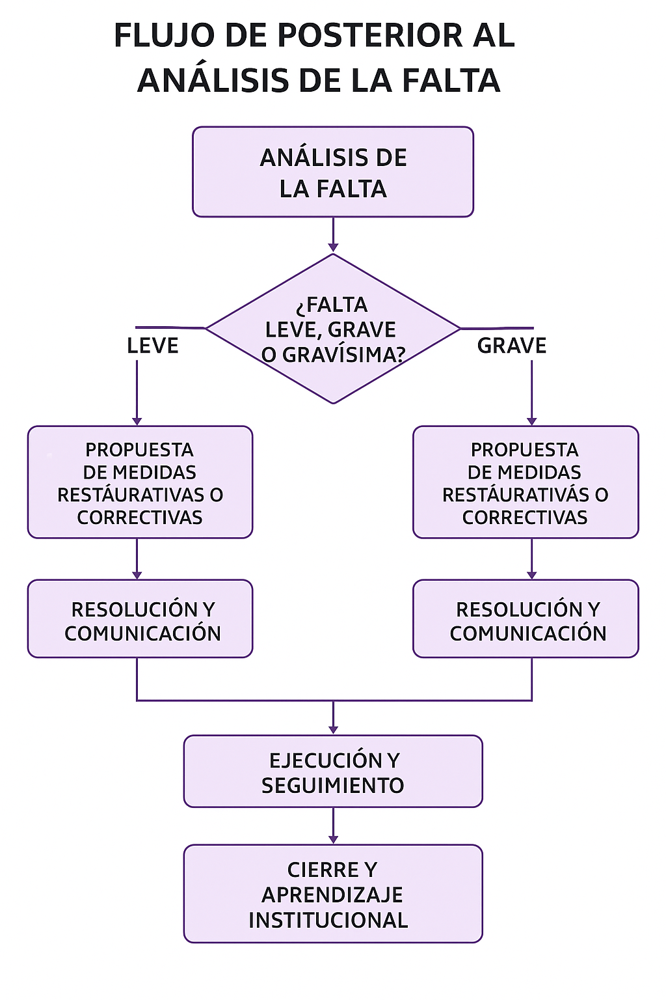 FLUJO DE POSTERIOR AL
ANÁLISIS DE LA FALTA
ANÁLISIS DE
LA FALTA
¿FALTA
LEVE, GRAVE
O GRAVÍSIMA?
LEVE
GRAVE
PROPUESTA
DE MEDIDAS
RESTÁURATIVAS O
CORRECTIVAS
PROPUESTA
DE MEDIDAS
RESTÁURATIVÁS O
CORRECTIVAS
RESOLUCIÓN Y
COMUNICACIÓN
RESOLUCIÓN Y
COMUNICACIÓN
EJECUCIÓN Y
SEGUIMIENTO
CIERRE Y
APRENDIZAJE
INSTITUCIONAL